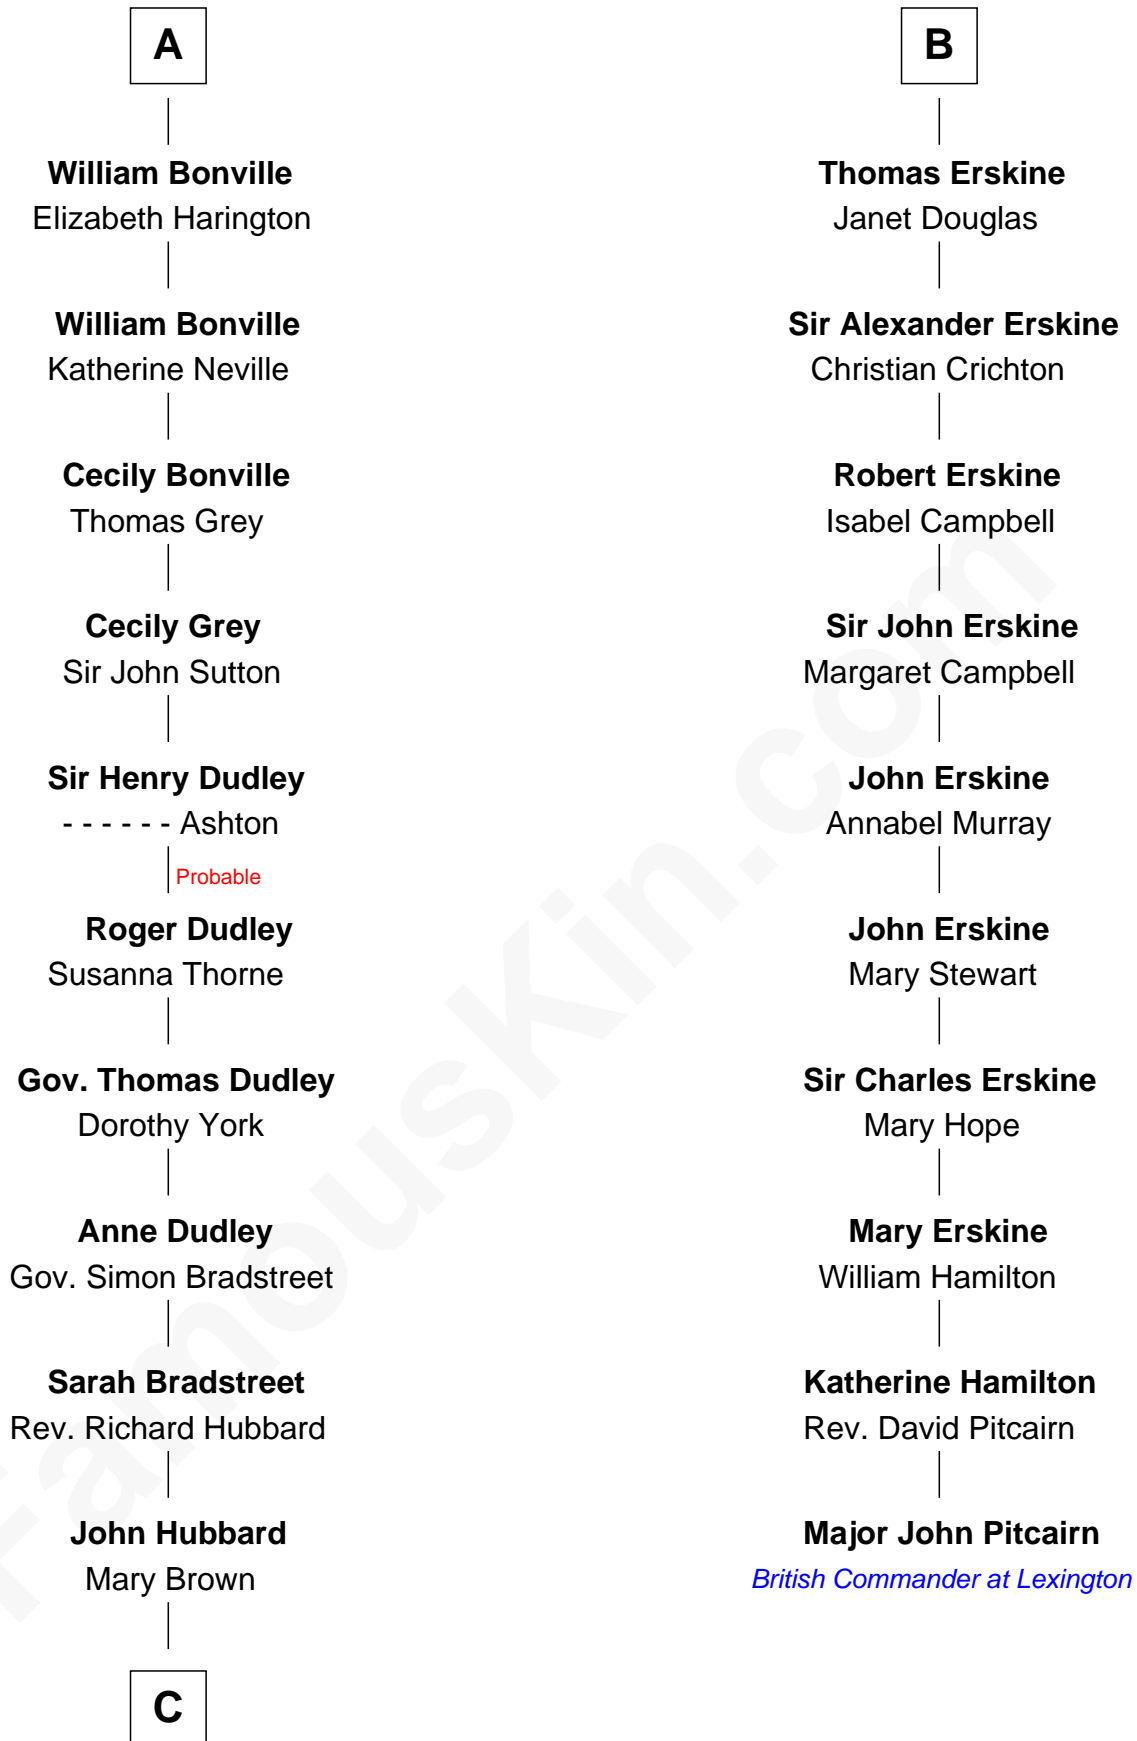 A
William Bonville
Elizabeth Harington
William Bonville
Katherine Neville
Cecily Bonville
Thomas Grey
Cecily Grey
Sir John Sutton
Sir Henry Dudley
- - - - - - Ashton
Probable
Roger Dudley
Susanna Thorne
Gov. Thomas Dudley
Dorothy York
Anne Dudley
Gov. Simon Bradstreet
Sarah Bradstreet
Rev. Richard Hubbard
John Hubbard
Mary Brown
C
B
Thomas Erskine
Janet Douglas
Sir Alexander Erskine
Christian Crichton
Robert Erskine
Isabel Campbell
Sir John Erskine
Margaret Campbell
John Erskine
Annabel Murray
John Erskine
Mary Stewart
Sir Charles Erskine
Mary Hope
Mary Erskine
William Hamilton
Katherine Hamilton
Rev. David Pitcairn
Major John Pitcairn
British Commander at Lexington
FamousKin.com